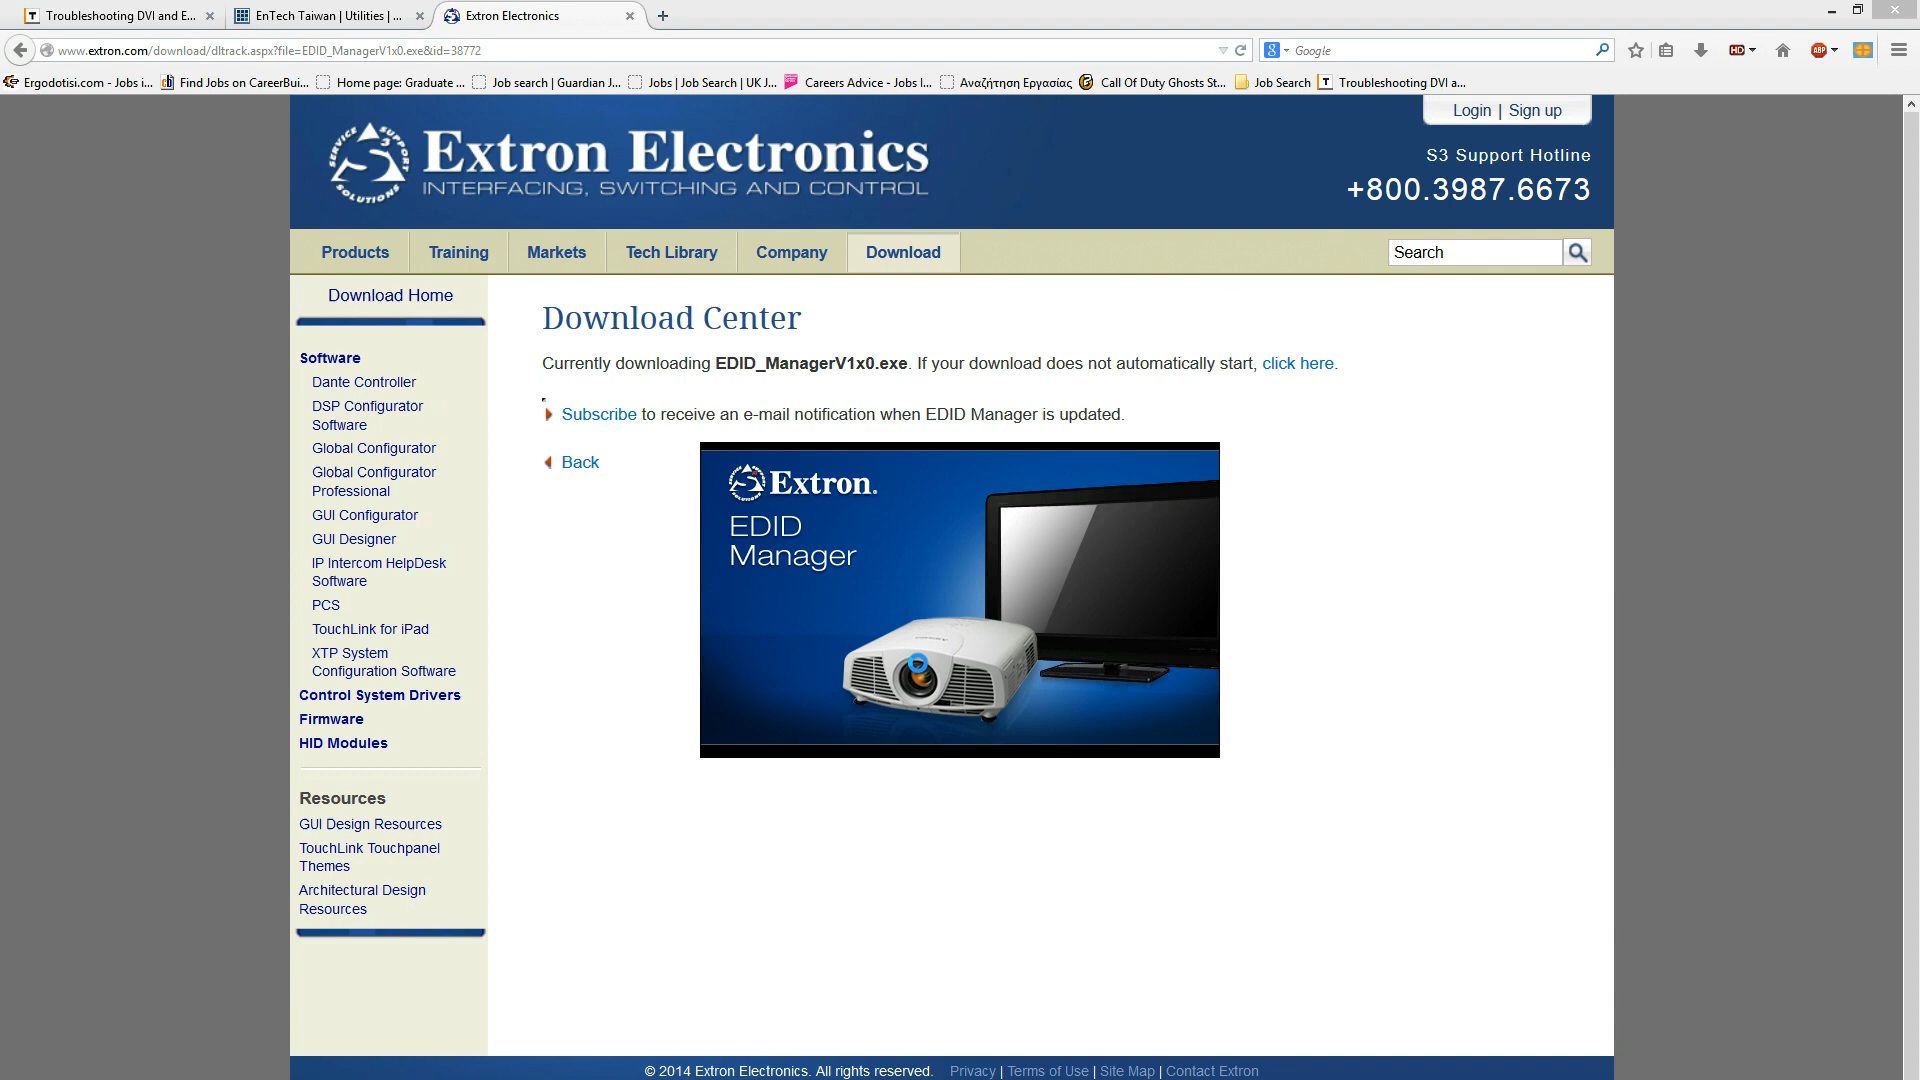 Troubleshooting DVI and E...
EnTech Taiwan | Utilities | ...
Extron Electronics
www.extron.com/download/dltrack.aspx?file=EDID_ManagerV1x0.exe&id=38772
Google
HD
ABP
Ergodotisi.com - Jobs i...
Find Jobs on CareerBui...
Home page: Graduate ...
Job search | Guardian J...
Jobs | Job Search | UK J...
Careers Advice - Jobs I...
Αναζήτηση Εργασίας
Call Of Duty Ghosts St...
Job Search
Troubleshooting DVI a...
Login | Sign up
SERVICE SUPPORT SOLUTIONS
Extron Electronics
INTERFACING, SWITCHING AND CONTROL
S3 Support Hotline
+800.3987.6673
Products
Training
Markets
Tech Library
Company
Download
Search
Download Home
Software
Dante Controller
DSP Configurator
Software
Global Configurator
Global Configurator
Professional
GUI Configurator
GUI Designer
IP Intercom HelpDesk
Software
PCS
TouchLink for iPad
XTP System
Configuration Software
Control System Drivers
Firmware
HID Modules
Resources
GUI Design Resources
TouchLink Touchpanel
Themes
Architectural Design
Resources
Download Center
Currently downloading EDID_ManagerV1x0.exe. If your download does not automatically start, click here.
Subscribe to receive an e-mail notification when EDID Manager is updated.
Back
Extron.
EDID
Manager
© 2014 Extron Electronics. All rights reserved. Privacy | Terms of Use | Site Map | Contact Extron